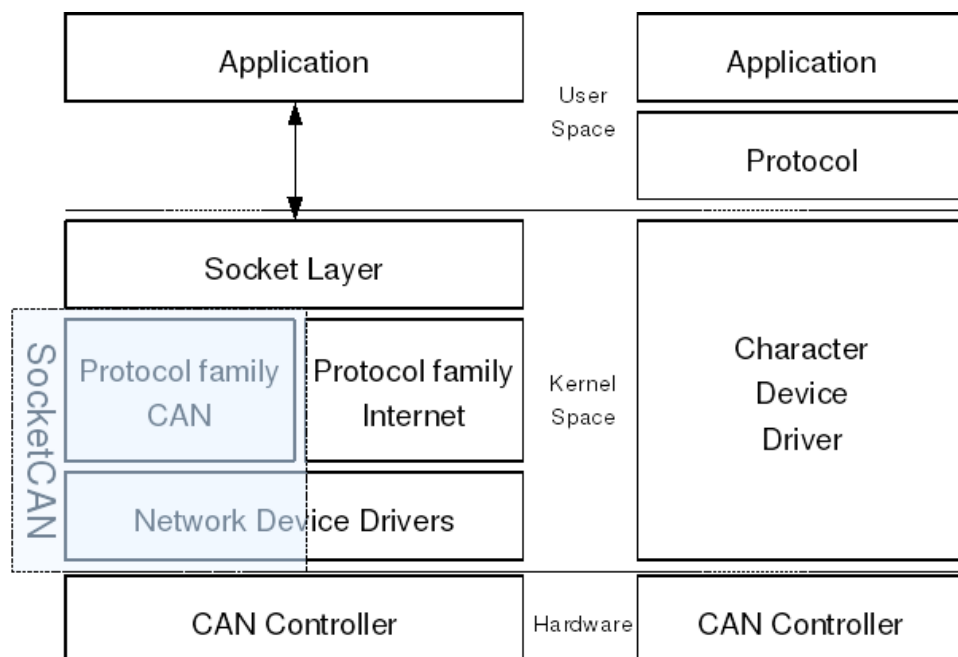 Application
User
Space
Application
Protocol
Socket Layer
SocketCAN
Protocol family
CAN
Protocol family
Internet
Network Device Drivers
Kernel
Space
Character
Device
Driver
CAN Controller
Hardware
CAN Controller